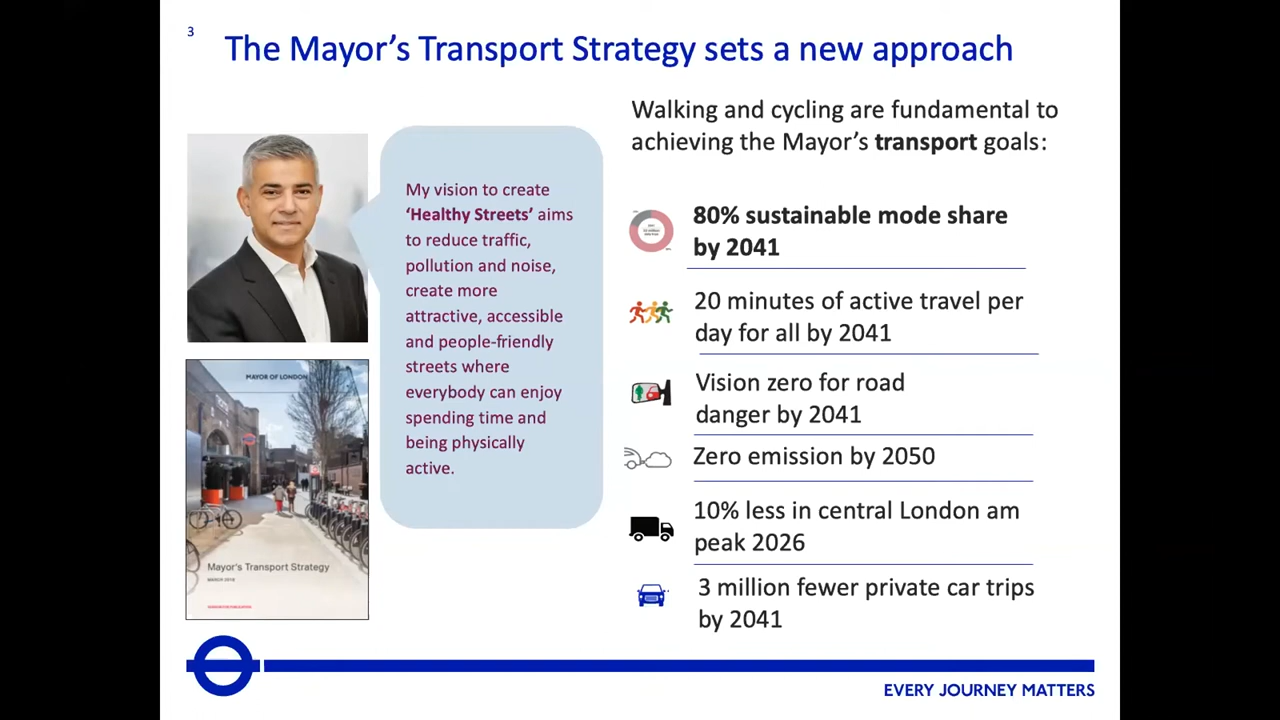 3
The Mayor's Transport Strategy sets a new approach
My vision to create
'Healthy Streets' aims
to reduce traffic,
pollution and noise,
create more
attractive, accessible
and people-friendly
streets where
everybody can enjoy
spending time and
being physically
active.
MAYOR OF LONDON
Mayor's Transport Strategy
MARCH 2018
Walking and cycling are fundamental to
achieving the Mayor's transport goals:
80% sustainable mode share
by 2041
20 minutes of active travel per
day for all by 2041
Vision zero for road
danger by 2041
Zero emission by 2050
10% less in central London am
peak 2026
3 million fewer private car trips
by 2041
EVERY JOURNEY MATTERS